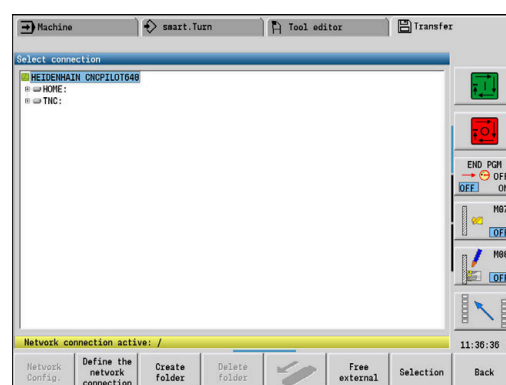 Machine
smart.Turn
Tool editor
Transfer
Select connection
HEIDENHAIN CNCPILOT640
HOME:
TNC:
END PGM
OFF
OFF ON
M07
OFF
M08
OFF
Network connection active: /
11:36:36
Network
Config.
Define the
network
connection
Create
folder
Delete
folder
Free
external
Selection
Back